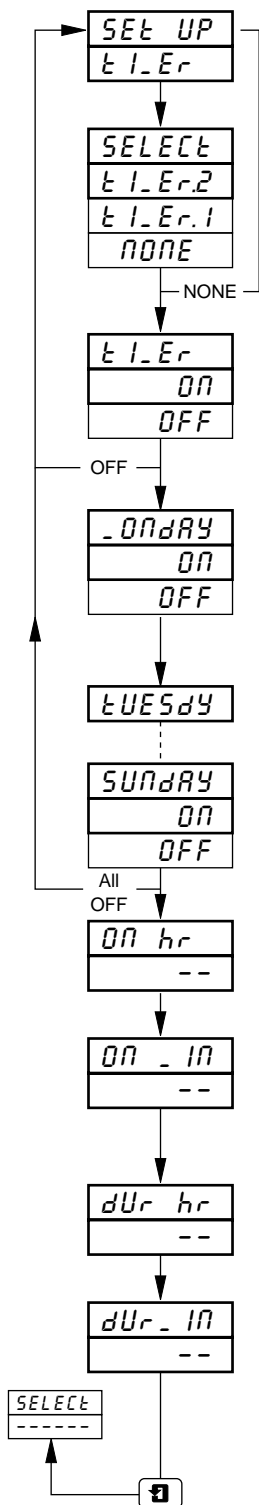 SEt UP
tI_Er
SELECt
tI_Er.2
tI_Er.1
NONE
NONE
tI_Er
ON
OFF
OFF
_ONdAY
ON
OFF
tUESdY
SUNdAY
ON
OFF
All
OFF
ON hr
--
ON _IN
--
dUr hr
--
dUr_IN
--
SELECt
------